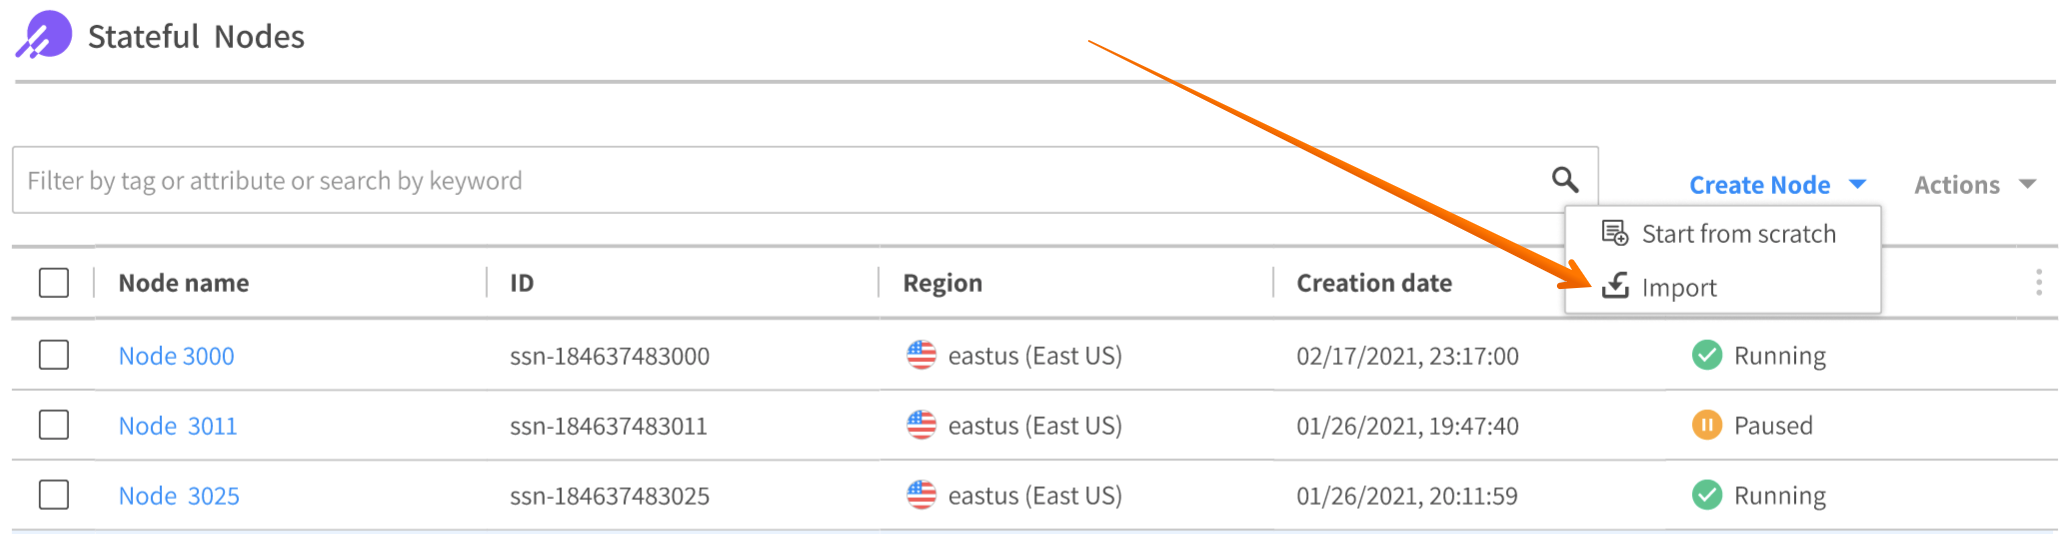 Stateful Nodes
Filter by tag or attribute or search by keyword
Create Node
Actions
Start from scratch
Import
Node name ID Region Creation date
Node 3000 ssn-184637483000 eastus (East US) 02/17/2021, 23:17:00 Running
Node 3011 ssn-184637483011 eastus (East US) 01/26/2021, 19:47:40 Paused
Node 3025 ssn-184637483025 eastus (East US) 01/26/2021, 20:11:59 Running